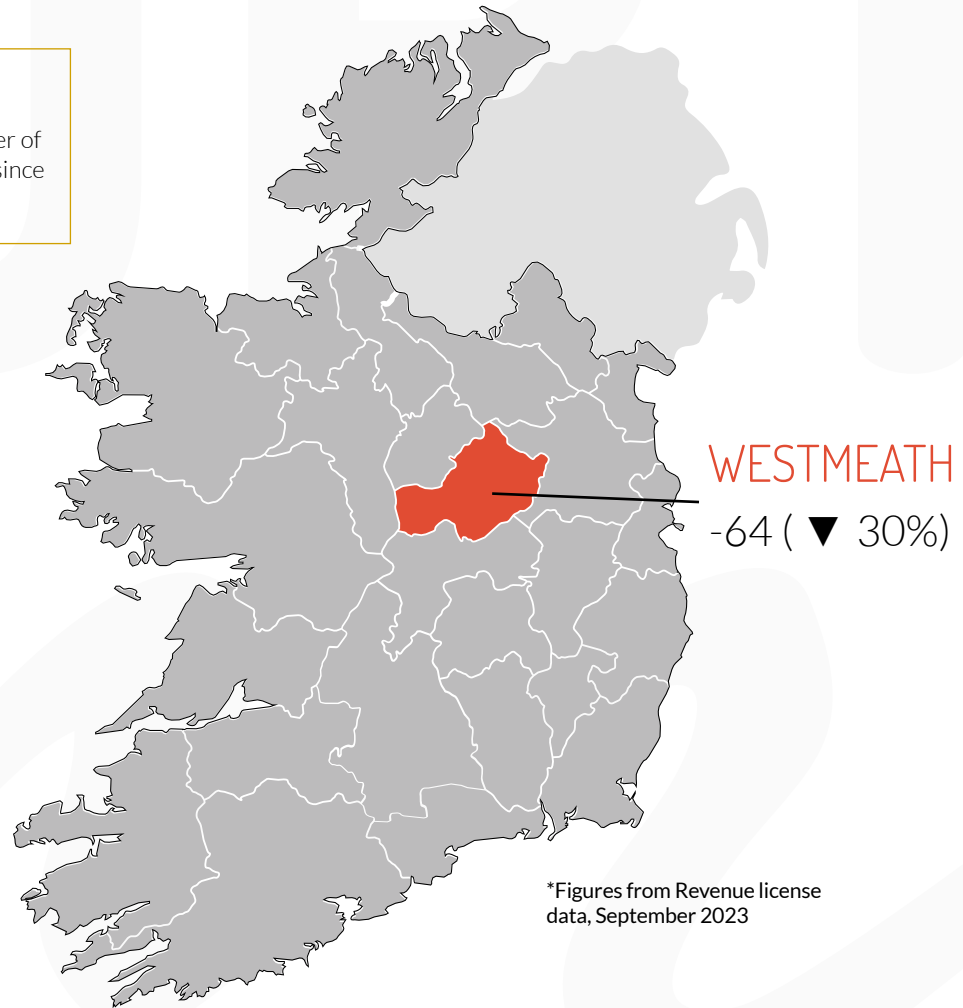 er of
since
WESTMEATH
-64 ( ▼ 30%)
*Figures from Revenue license
data, September 2023